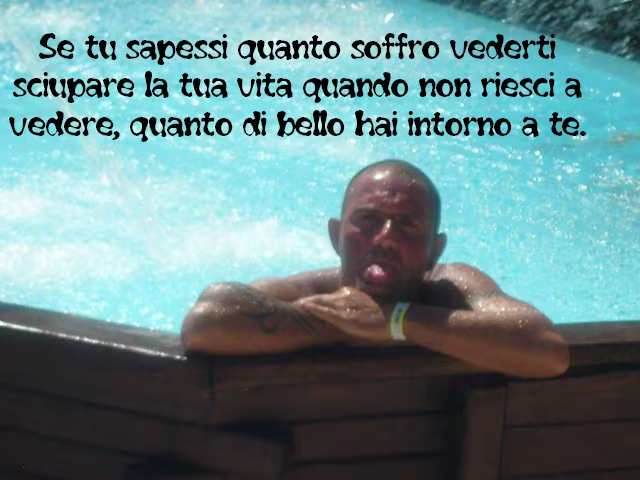 Se tu sapessi quanto soffro vederti
sciupare la tua vita quando non riesci a
vedere, quanto di bello hai intorno a te.